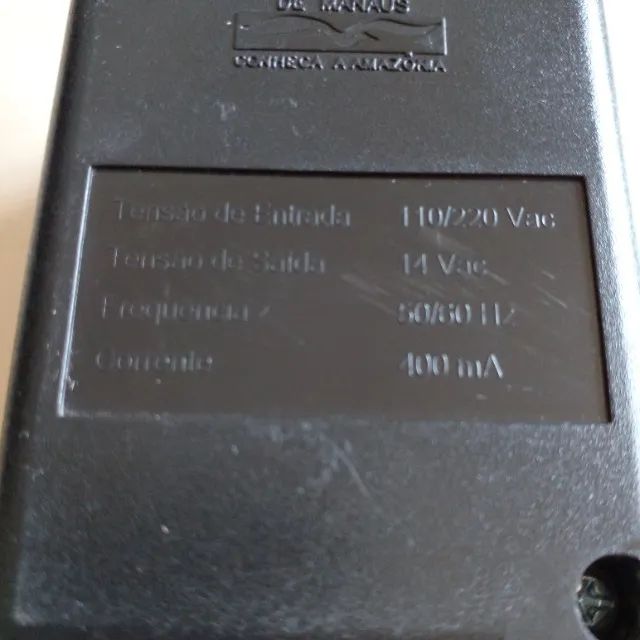 DE MANAUS
CONHEÇA A AMAZÔNIA
Tensão de Entrada 110/220 Vac
Tensão de Saída 14 Vac
Frequência 50/60 Hz
Corrente 400 mA